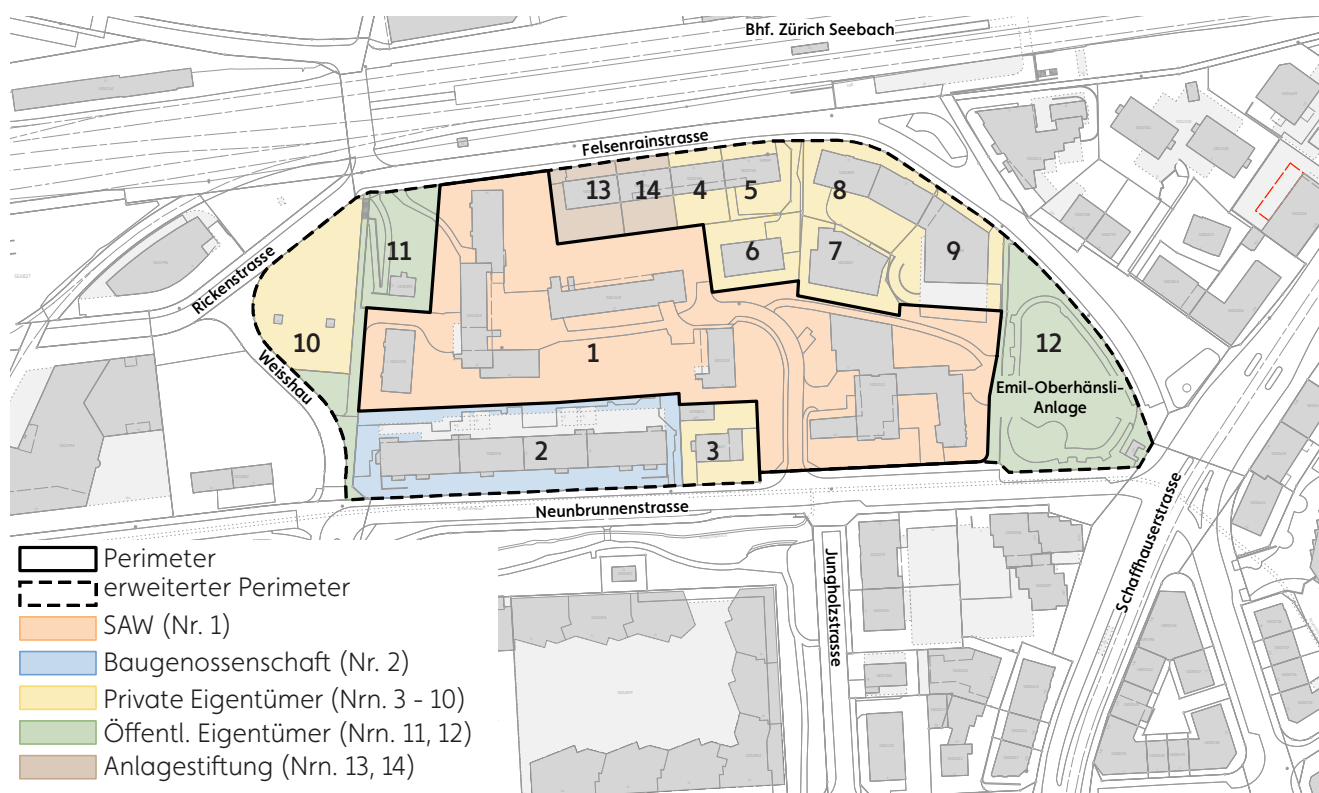 Bhf. Zürich Seebach
Felsenrainstrasse
13
14
4
5
8
11
6
7
9
Rickenstrasse
10
1
12
Weisshau
Emil-Oberhänsli-
Anlage
2
3
Neunbrunnenstrasse
Jungholzstrasse
Schaffhauserstrasse
Perimeter
erweiterter Perimeter
SAW (Nr. 1)
Baugenossenschaft (Nr. 2)
Private Eigentümer (Nrn. 3 - 10)
Öffentl. Eigentümer (Nrn. 11, 12)
Anlagestiftung (Nrn. 13, 14)